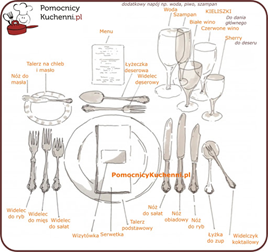 Pomocnicy
Kuchenni.pl
dodatkowy napój np. woda, piwo, szampan
Woda
Szampan
KIELISZKI
Białe wino
Do dania
głównego
Czerwone wino
Sherry
do deseru
Menu
Talerz na chleb
i masło
Nóż do
masła
Łyżeczka
deserowa
Widelec
deserowy
PomocnicyKuchenni.pl
Widelec
do ryb
Widelec
do mięs
Widelec
do sałat
Wizytówka
Serwetka
Talerz
podstawowy
Nóż
do sałat
Nóż
obiadowy
Nóż
do ryb
Łyżka
do zup
Widelczyk
koktajlowy